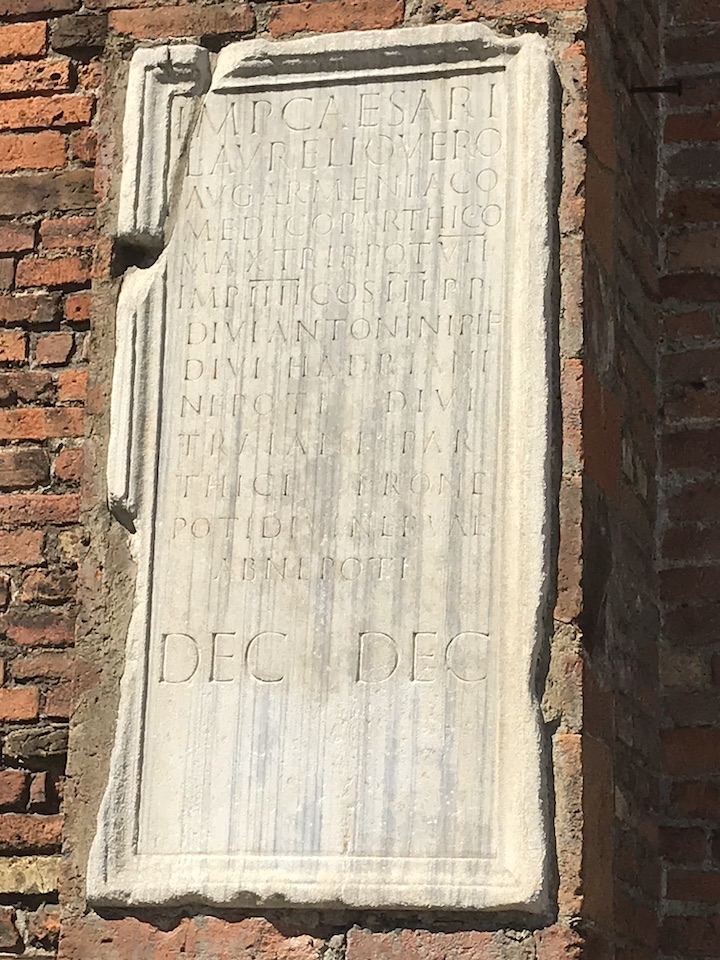 IMP CAESARI
L AVRELIO VERO
AVG ARMENIACO
MEDICO PARTHICO
MAX TRIB POT VII
IMP IIII COS III P P
DIVI ANTONINI PII F
DIVI HADRIANI
NEPOTI DIVI
TRAIANI PAR
THICI PRONE
POTI DIVI NERVAE
ABNEPOTI
DEC DEC